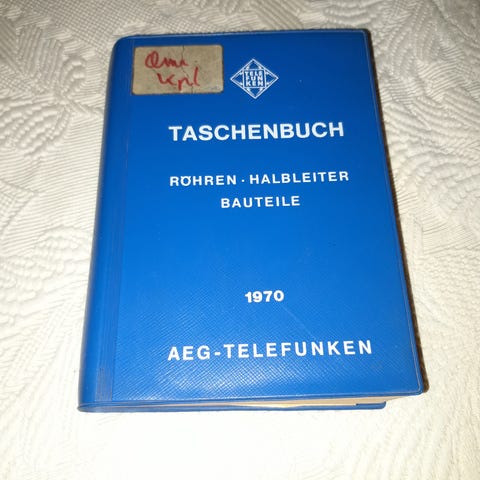 TELE
FUN
KEN
TASCHENBUCH
RÖHREN · HALBLEITER
BAUTEILE
1970
AEG-TELEFUNKEN